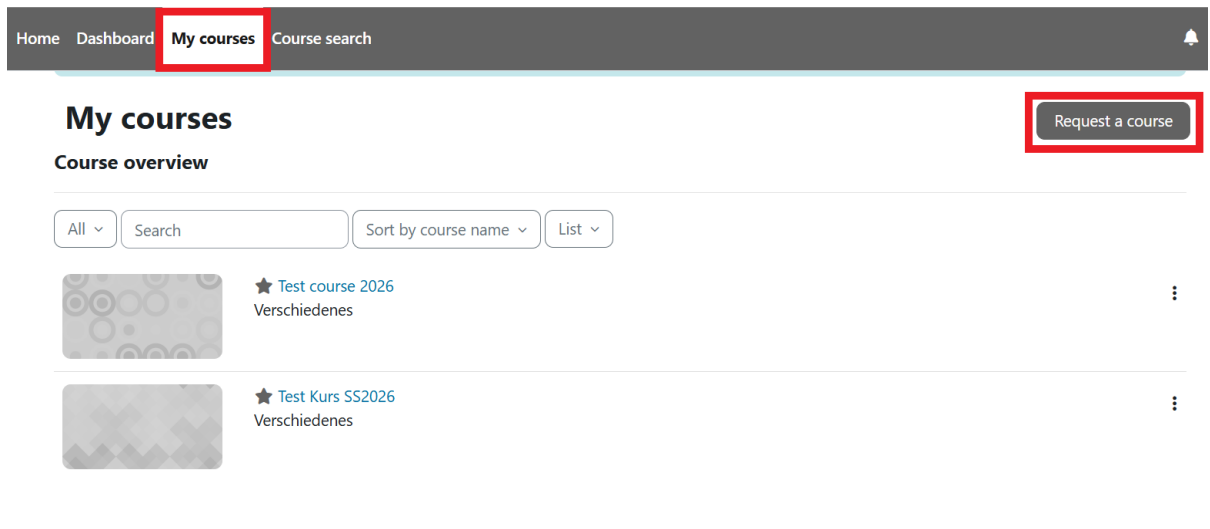 Home Dashboard My courses Course search
My courses
Request a course
Course overview
All Search Sort by course name List
Test course 2026
Verschiedenes
Test Kurs SS2026
Verschiedenes